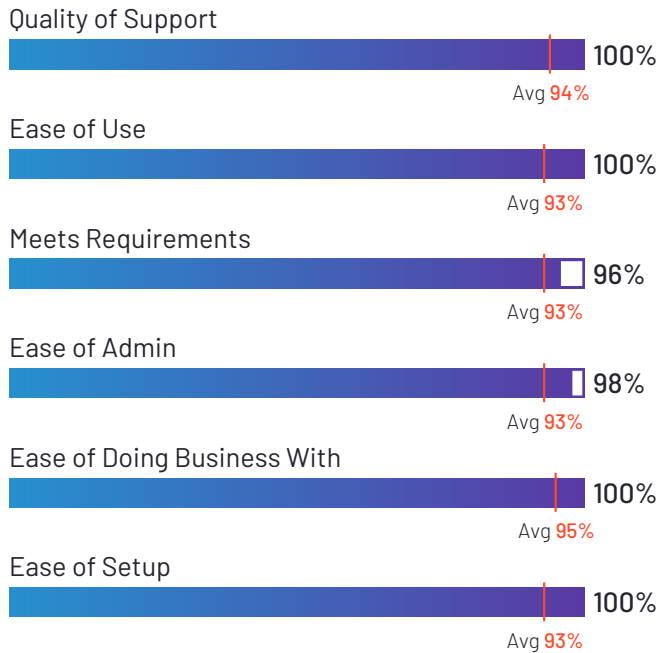 Quality of Support
100%
Avg 94%
Ease of Use
100%
Avg 93%
Meets Requirements
96%
Avg 93%
Ease of Admin
98%
Avg 93%
Ease of Doing Business With
100%
Avg 95%
Ease of Setup
100%
Avg 93%